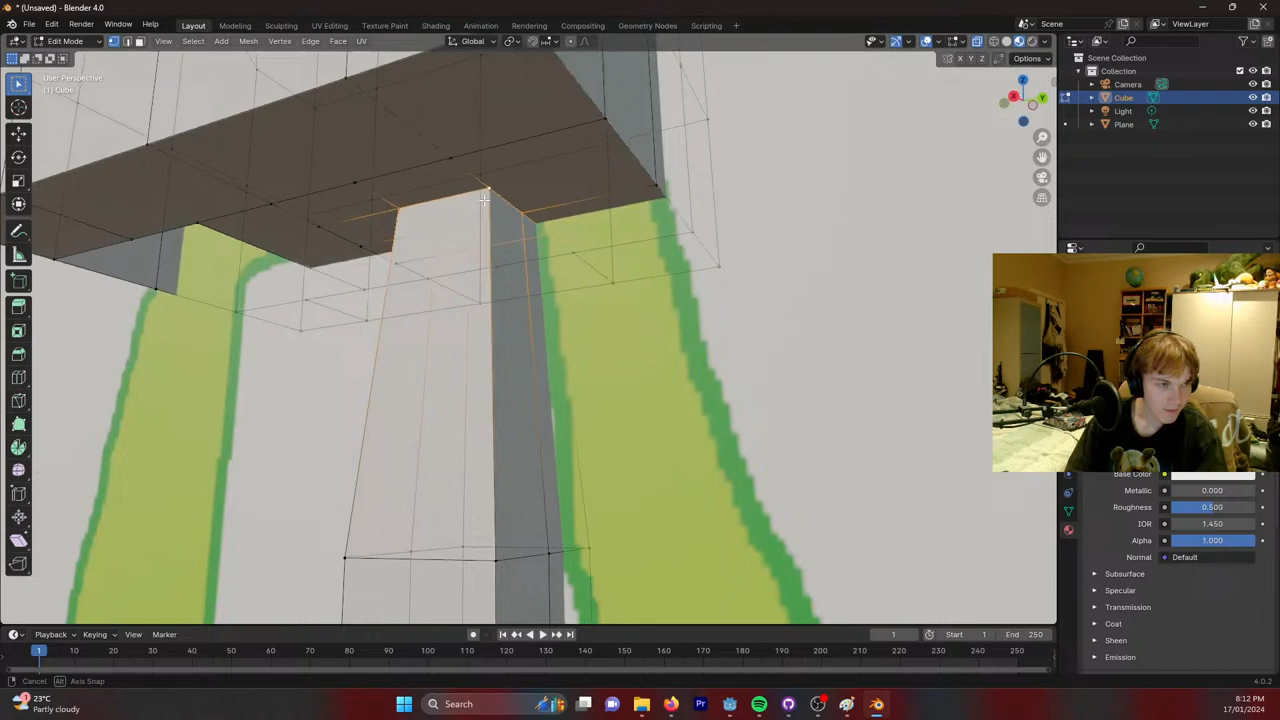 * (Unsaved) - Blender 4.0
File Edit Render Window Help Layout Modeling Sculpting UV Editing Texture Paint Shading Animation Rendering Compositing Geometry Nodes Scripting + Scene ViewLayer
Edit Mode View Select Add Mesh Vertex Edge Face UV Global
X Y Z Options
User Perspective
(1) Cube
Z
X Y
Scene Collection
Collection
Camera
Cube
Light
Plane
Base Color
Metallic 0.000
Roughness 0.500
IOR 1.450
Alpha 1.000
Normal Default
Subsurface
Specular
Transmission
Coat
Sheen
Emission
Playback Keying View Marker 1 Start 1 End 250
1 10 20 30 40 50 60 70 80 90 100 110 120 130 140 150 160 170 180 190 200 210 220 230 240 250
Cancel Alt Axis Snap 4.0.2
23°C
Partly cloudy
Search
8:12 PM
17/01/2024